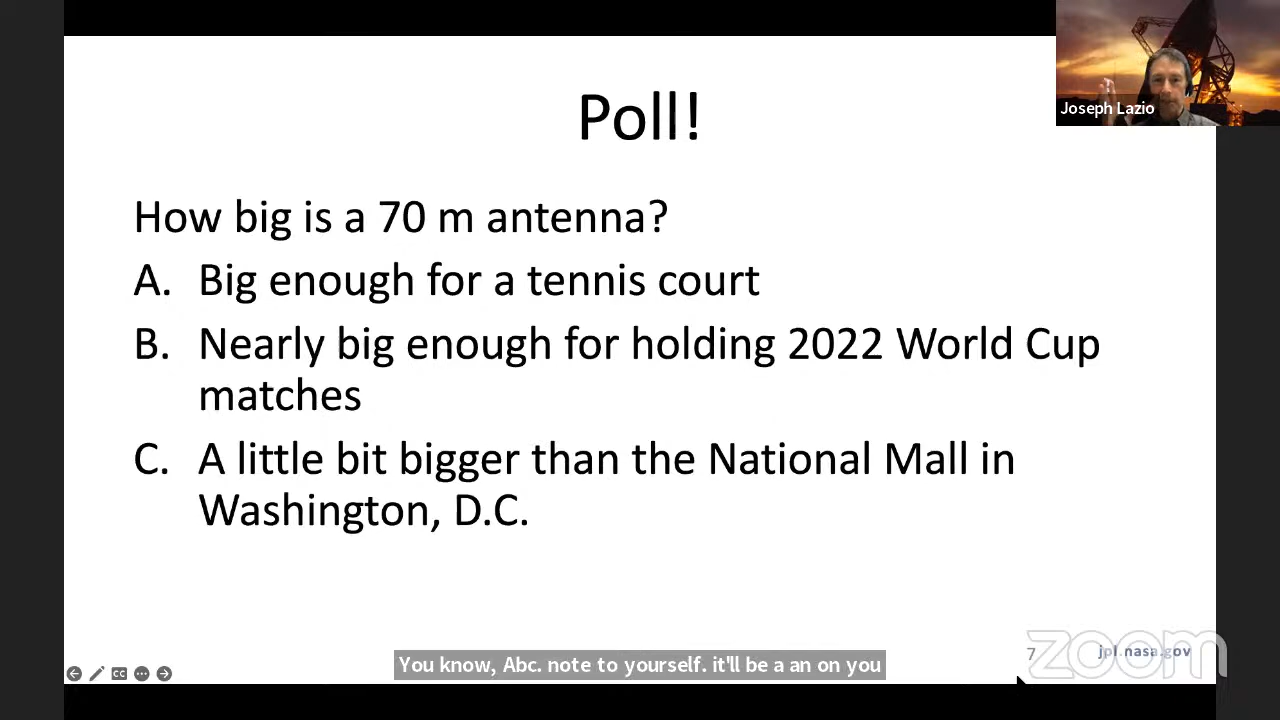 Poll!
Joseph Lazio
How big is a 70 m antenna?
A. Big enough for a tennis court
B. Nearly big enough for holding 2022 World Cup
matches
C. A little bit bigger than the National Mall in
Washington, D.C.
You know, Abc. note to yourself. it'll be a an on you
7
jpl.nasa.gov
zoom
CC